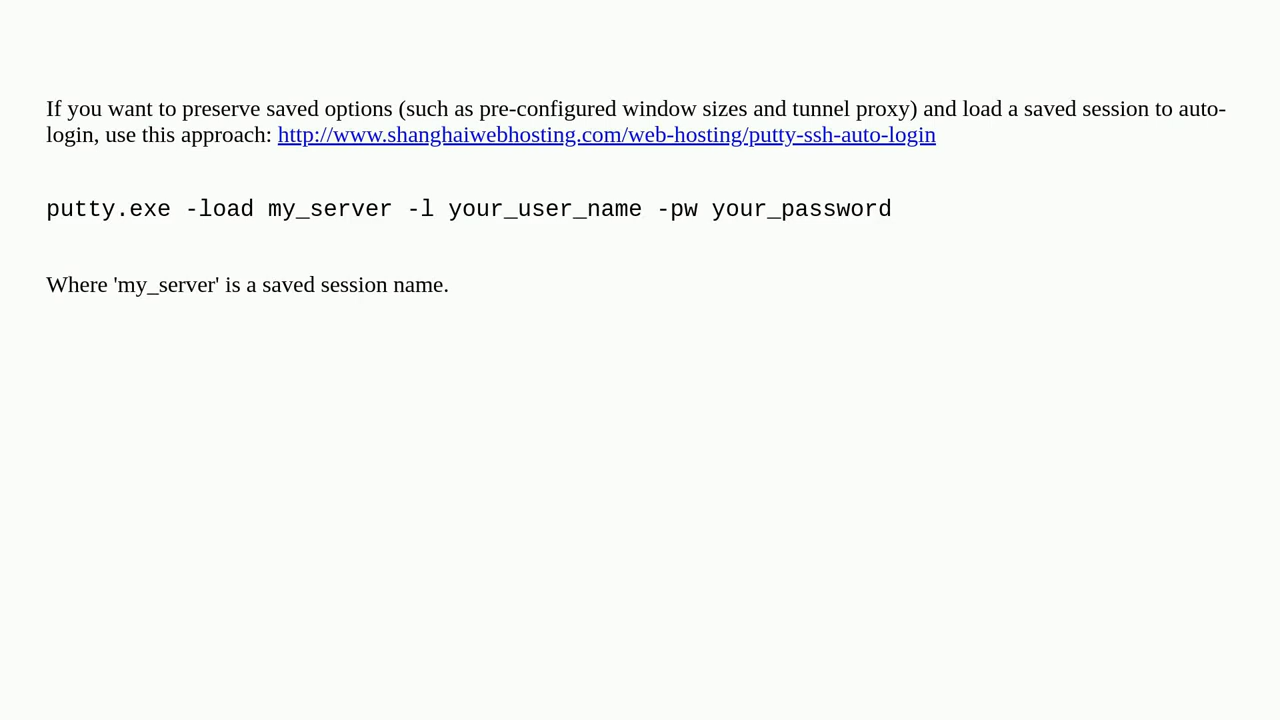 If you want to preserve saved options (such as pre-configured window sizes and tunnel proxy) and load a saved session to auto-
login, use this approach: http://www.shanghaiwebhosting.com/web-hosting/putty-ssh-auto-login
putty.exe -load my_server -l your_user_name -pw your_password
Where 'my_server' is a saved session name.